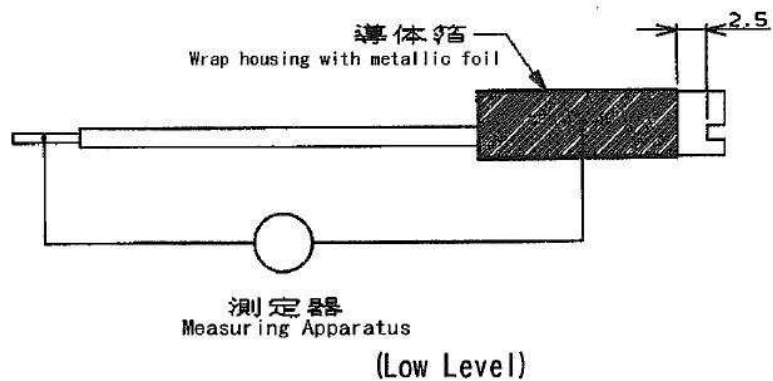 2.5
導体箔
Wrap housing with metallic foil
測定器
Measuring Apparatus
(Low Level)